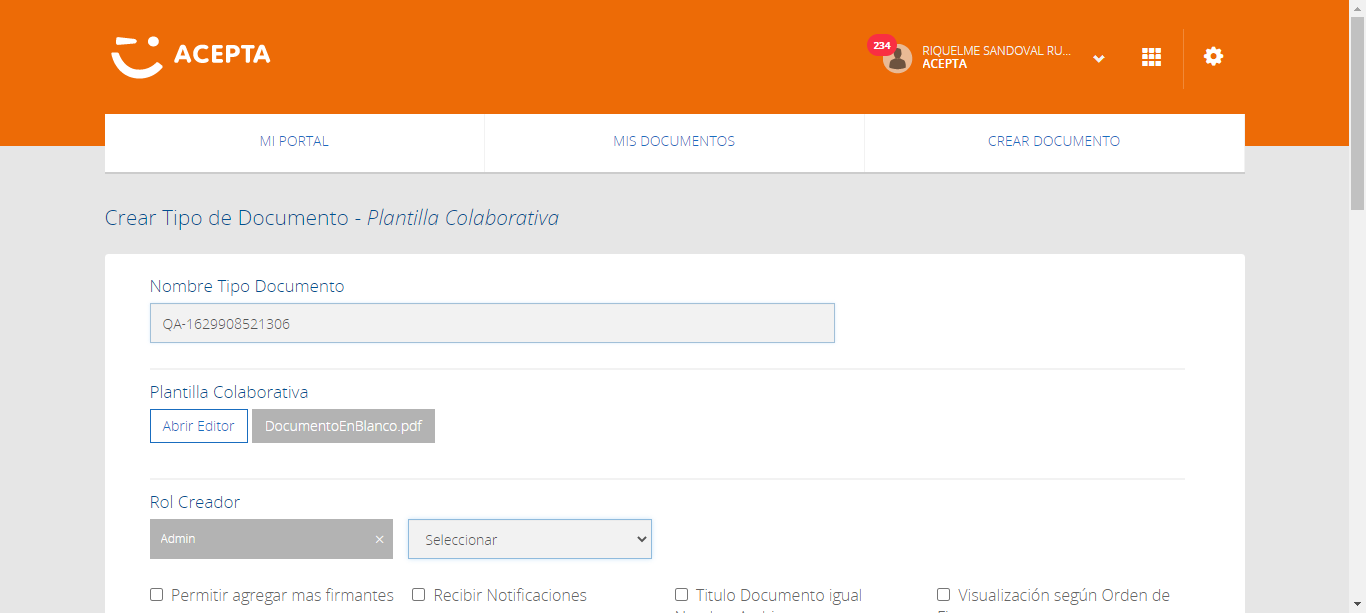 ACEPTA
234
RIQUELME SANDOVAL RU...
ACEPTA
MI PORTAL
MIS DOCUMENTOS
CREAR DOCUMENTO
Crear Tipo de Documento - Plantilla Colaborativa
Nombre Tipo Documento
QA-1629908521306
Plantilla Colaborativa
Abrir Editor
DocumentoEnBlanco.pdf
Rol Creador
Admin ×
Seleccionar
Permitir agregar mas firmantes
Recibir Notificaciones
Titulo Documento igual
Visualización según Orden de